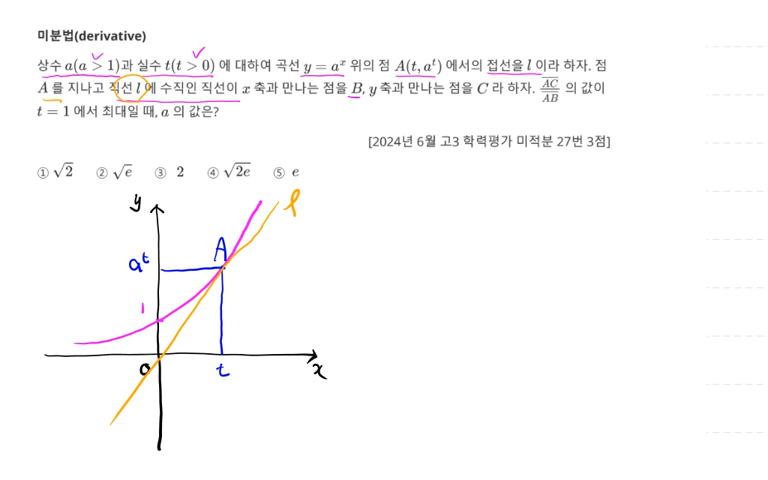 미분법(derivative)
상수 a(a > 1)과 실수 t(t > 0) 에 대하여 곡선 y = a^x 위의 점 A(t, a^t) 에서의 접선을 l 이라 하자. 점
A 를 지나고 직선 l 에 수직인 직선이 x 축과 만나는 점을 B, y 축과 만나는 점을 C 라 하자. \frac{\overline{AC}}{\overline{AB}} 의 값이
t = 1 에서 최대일 때, a 의 값은?
[2024년 6월 고3 학력평가 미적분 27번 3점]
① √2 ② √e ③ 2 ④ √2e ⑤ e
y
l
A
a^t
1
O
t
x